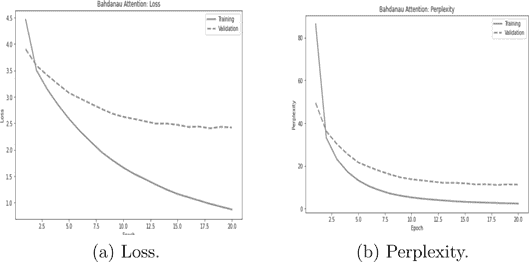 Bahdanau Attention: Loss
Training
Validation
4.5
4.0
3.5
3.0
2.5
2.0
1.5
1.0
Loss
2.5 5.0 7.5 10.0 12.5 15.0 17.5 20.0
Epoch
(a) Loss.
Bahdanau Attention: Perplexity
Training
Validation
80
60
40
20
0
Perplexity
2.5 5.0 7.5 10.0 12.5 15.0 17.5 20.0
Epoch
(b) Perplexity.